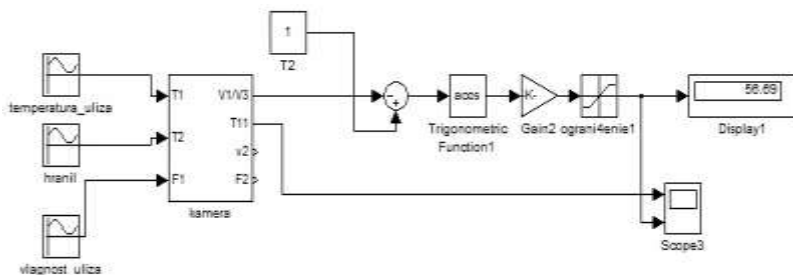 1
T2
temperatura_uliza
hranil
vlagnost_uliza
T1
T2
F1
V1/V3
T11
v2
F2
kamera
-
+
acos
Trigonometric
Function1
K-
Gain2
ograni4enie1
56.69
Display1
Scope3